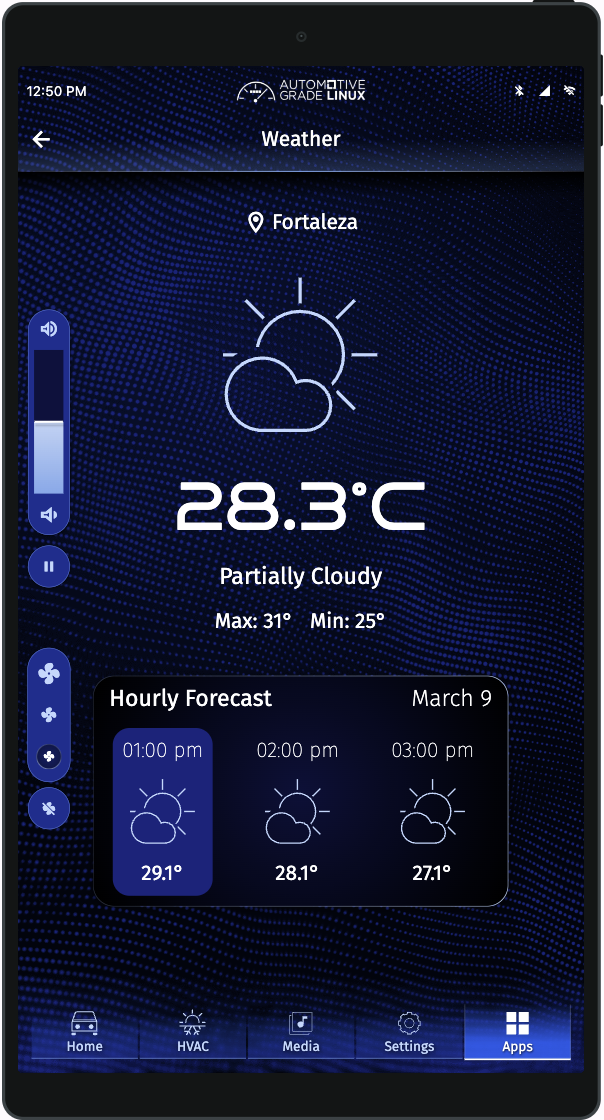 12:50 PM
AUTOMOTIVE
GRADE LINUX
Weather
Fortaleza
28.3°C
Partially Cloudy
Max: 31° Min: 25°
Hourly Forecast March 9
01:00 pm 02:00 pm 03:00 pm
29.1° 28.1° 27.1°
Home HVAC Media Settings Apps